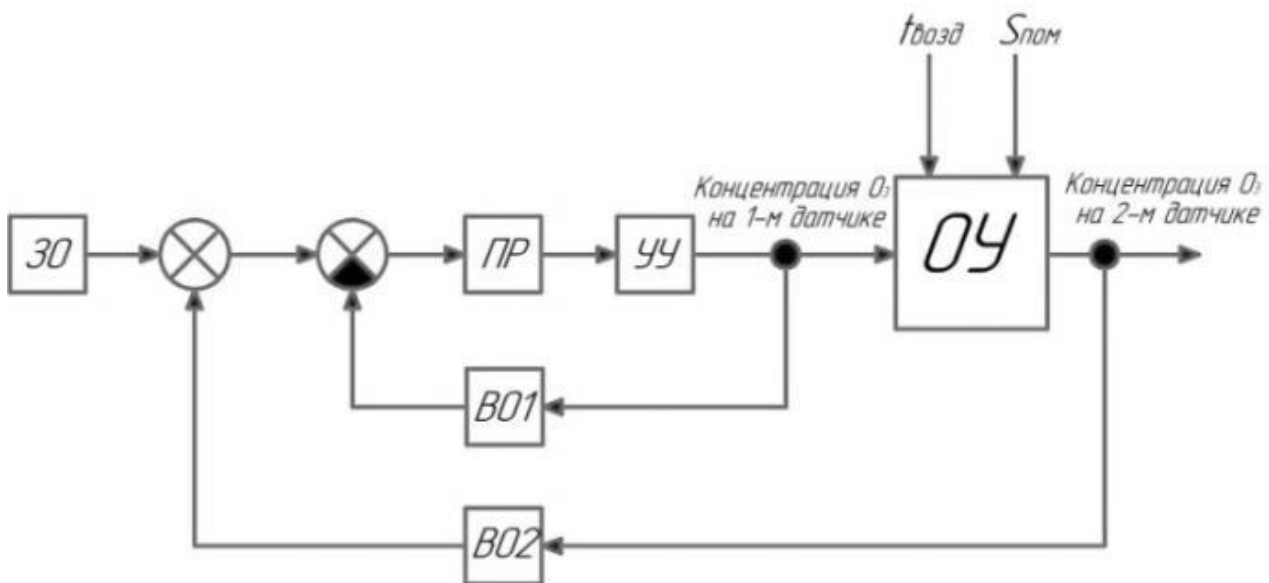 tвозд Sпом
Концентрация O₃
на 1-м датчике
Концентрация O₃
на 2-м датчике
ЗО
ПР
УУ
ОУ
ВО1
ВО2